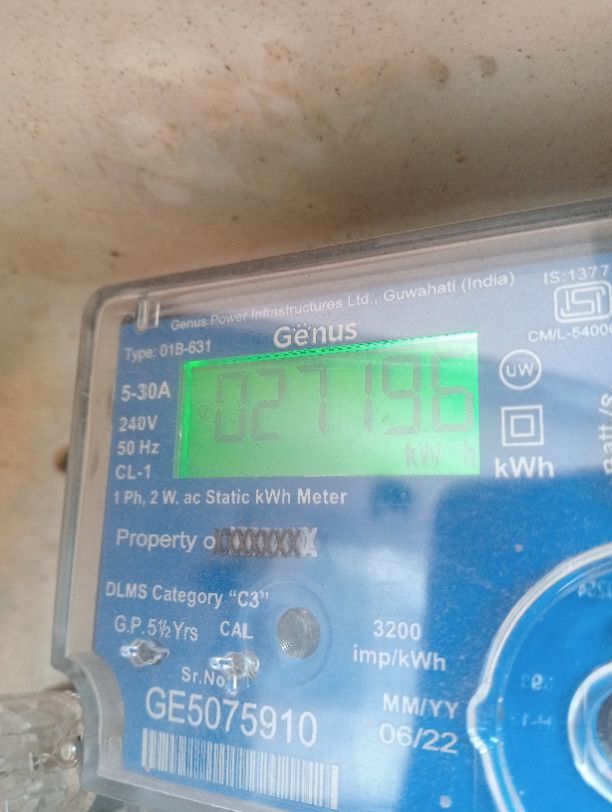 Genus Power Infrastructures Ltd., Guwahati (India)
IS:1377
Type: 01B-631
Genus
CM/L-5400
5-30A
027196
kW h
UW
240V
50 Hz
CL-1
kWh
1 Ph, 2 W, ac Static kWh Meter
Property o
DLMS Category "C3"
G.P. 5½ Yrs
CAL
3200
imp/kWh
Sr.No
GE5075910
MM/YY
06/22